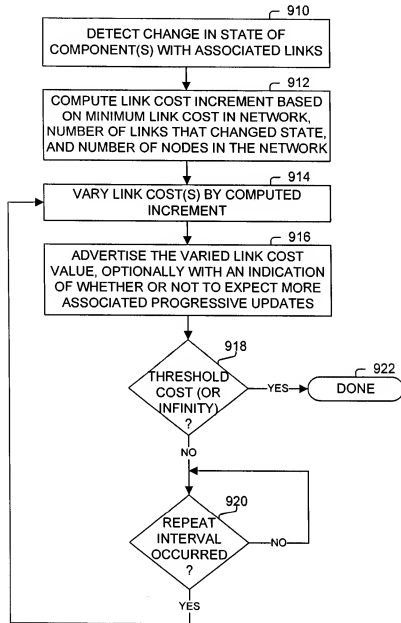 910
DETECT CHANGE IN STATE OF
COMPONENT(S) WITH ASSOCIATED LINKS
912
COMPUTE LINK COST INCREMENT BASED
ON MINIMUM LINK COST IN NETWORK,
NUMBER OF LINKS THAT CHANGED STATE,
AND NUMBER OF NODES IN THE NETWORK
914
VARY LINK COST(S) BY COMPUTED
INCREMENT
916
ADVERTISE THE VARIED LINK COST
VALUE, OPTIONALLY WITH AN INDICATION
OF WHETHER OR NOT TO EXPECT MORE
ASSOCIATED PROGRESSIVE UPDATES
918
THRESHOLD
COST (OR
INFINITY)
?
YES
922
DONE
NO
920
REPEAT
INTERVAL
OCCURRED
?
NO
YES